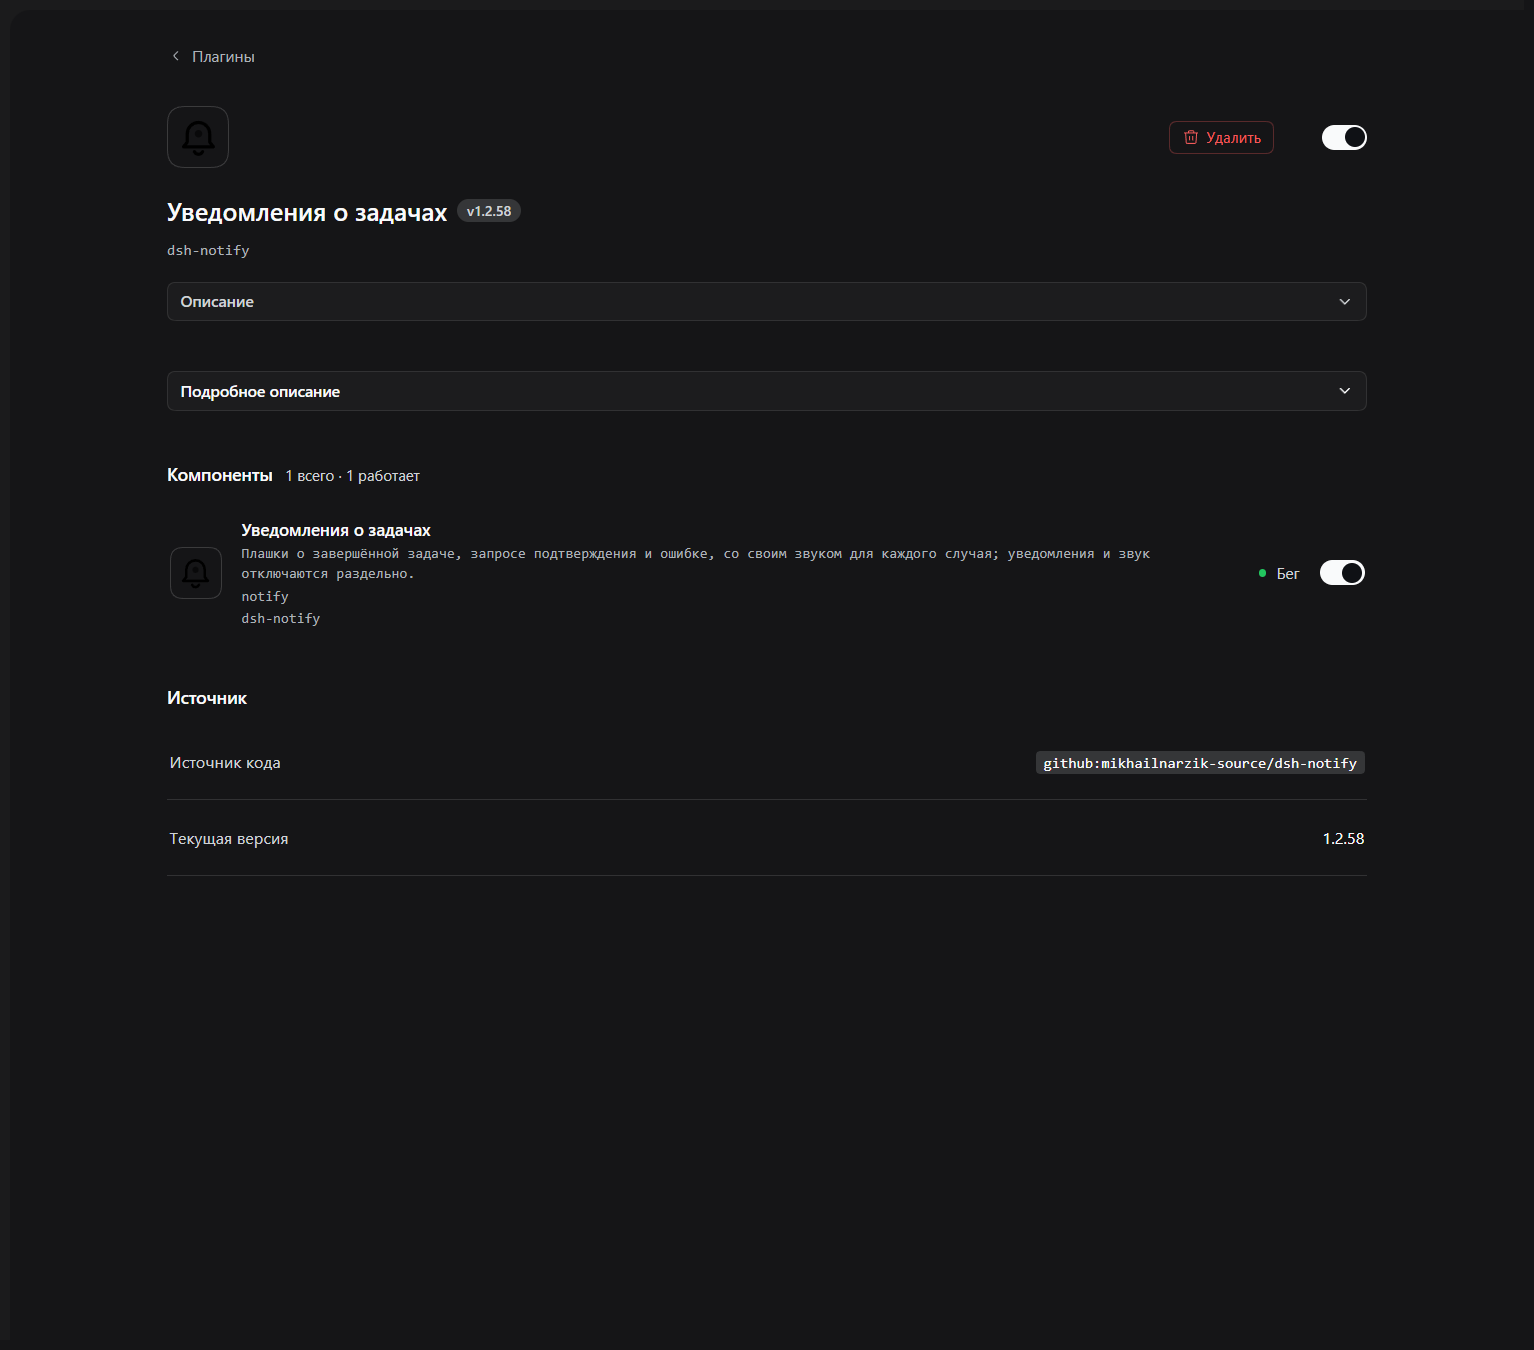 Плагины
Удалить
Уведомления о задачах v1.2.58
dsh-notify
Описание
Подробное описание
Компоненты 1 всего · 1 работает
Уведомления о задачах
Плашки о завершённой задаче, запросе подтверждения и ошибке, со своим звуком для каждого случая; уведомления и звук
отключаются раздельно.
notify
dsh-notify
Бег
Источник
Источник кода github:mikhailnarzik-source/dsh-notify
Текущая версия 1.2.58